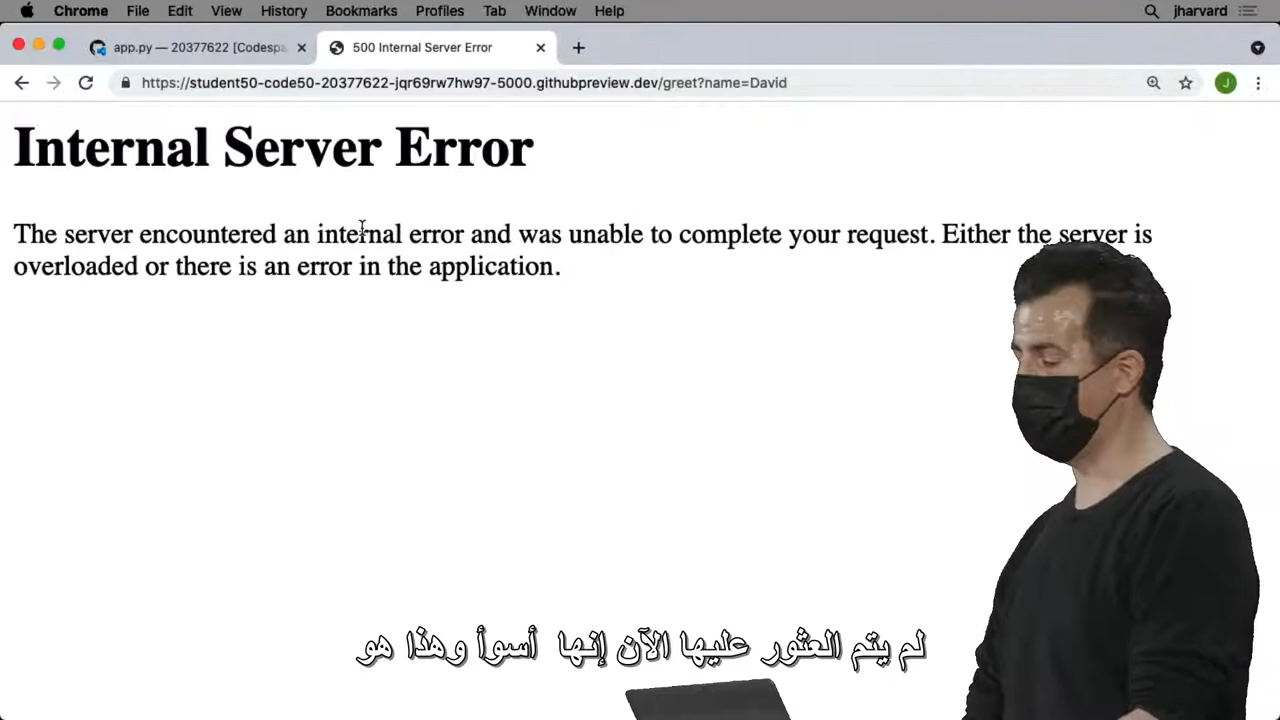 Chrome File Edit View History Bookmarks Profiles Tab Window Help jharvard
app.py — 20377622 [Codespa 500 Internal Server Error
https://student50-code50-20377622-jqr69rw7hw97-5000.githubpreview.dev/greet?name=David J
Internal Server Error
The server encountered an internal error and was unable to complete your request. Either the server is
overloaded or there is an error in the application.
لم يتم العثور عليها الآن إنها أسوأ وهذا هو